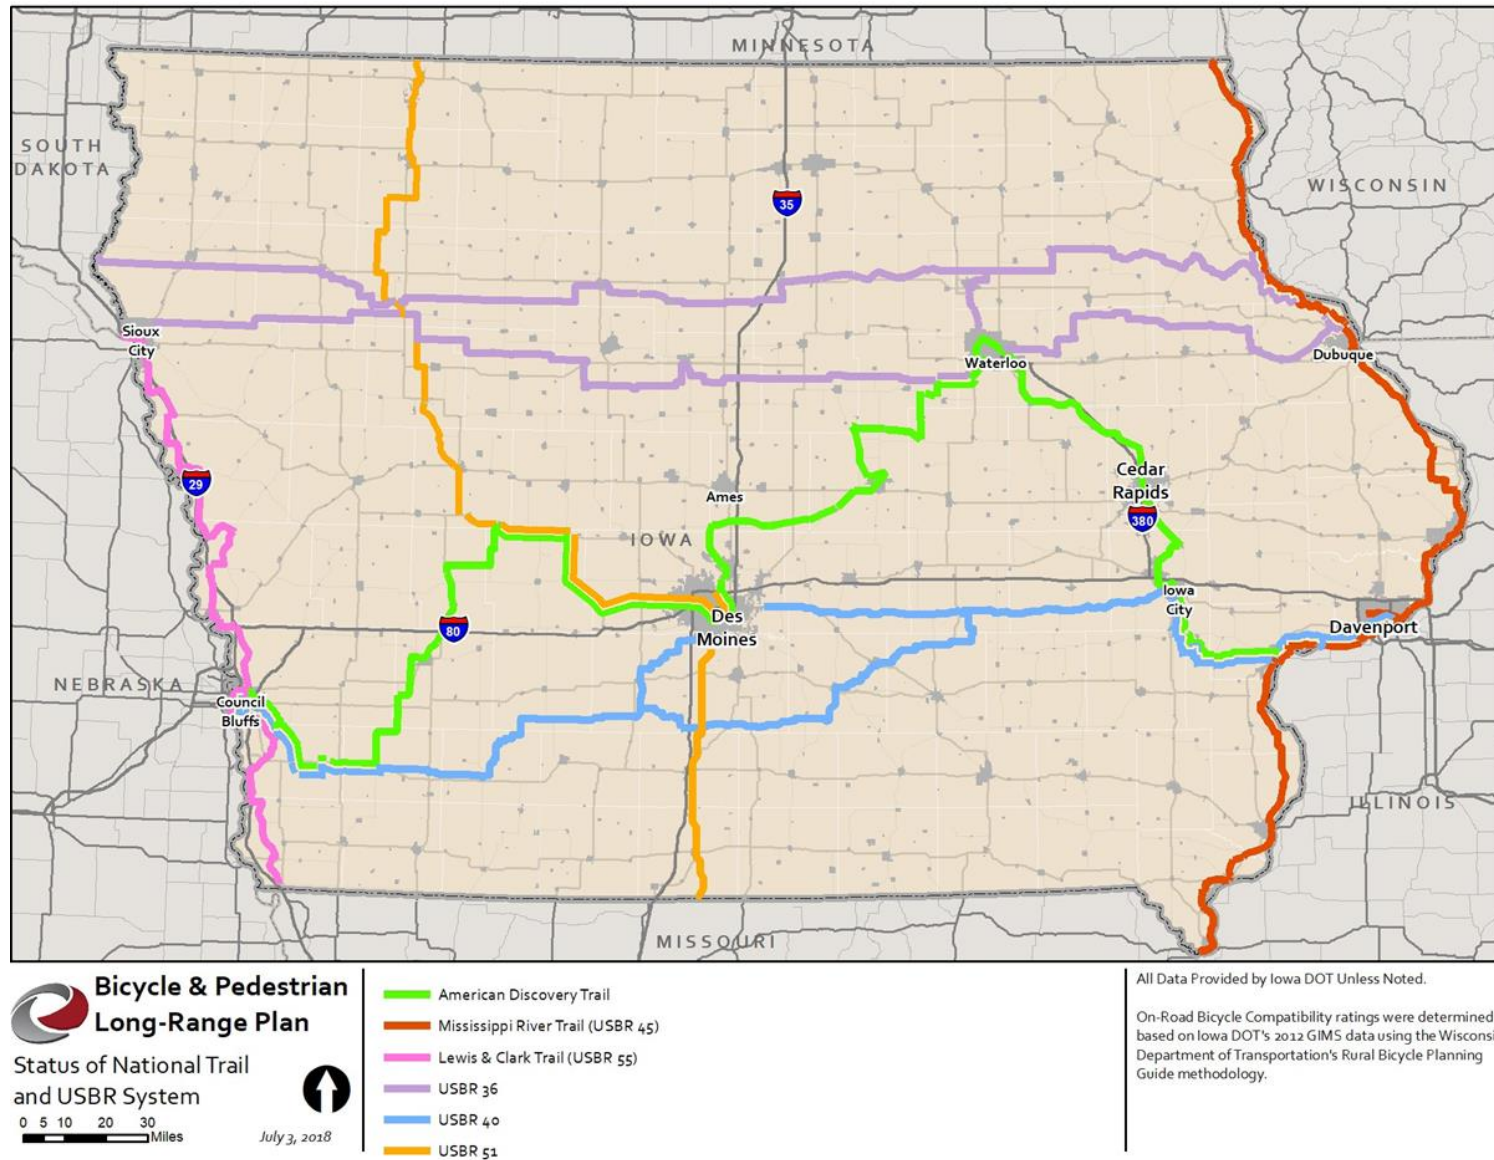 MINNESOTA
SOUTH
DAKOTA
WISCONSIN
35
Sioux
City
Waterloo
Dubuque
29
Ames
Cedar
Rapids
380
IOWA
Iowa
City
80
Des
Moines
Davenport
NEBRASKA
Council
Bluffs
ILLINOIS
MISSOURI
Bicycle & Pedestrian
Long-Range Plan
Status of National Trail
and USBR System
0 5 10 20 30
Miles
July 3, 2018
American Discovery Trail
Mississippi River Trail (USBR 45)
Lewis & Clark Trail (USBR 55)
USBR 36
USBR 40
USBR 51
All Data Provided by Iowa DOT Unless Noted.
On-Road Bicycle Compatibility ratings were determined
based on Iowa DOT's 2012 GIMS data using the Wisconsi
Department of Transportation's Rural Bicycle Planning
Guide methodology.